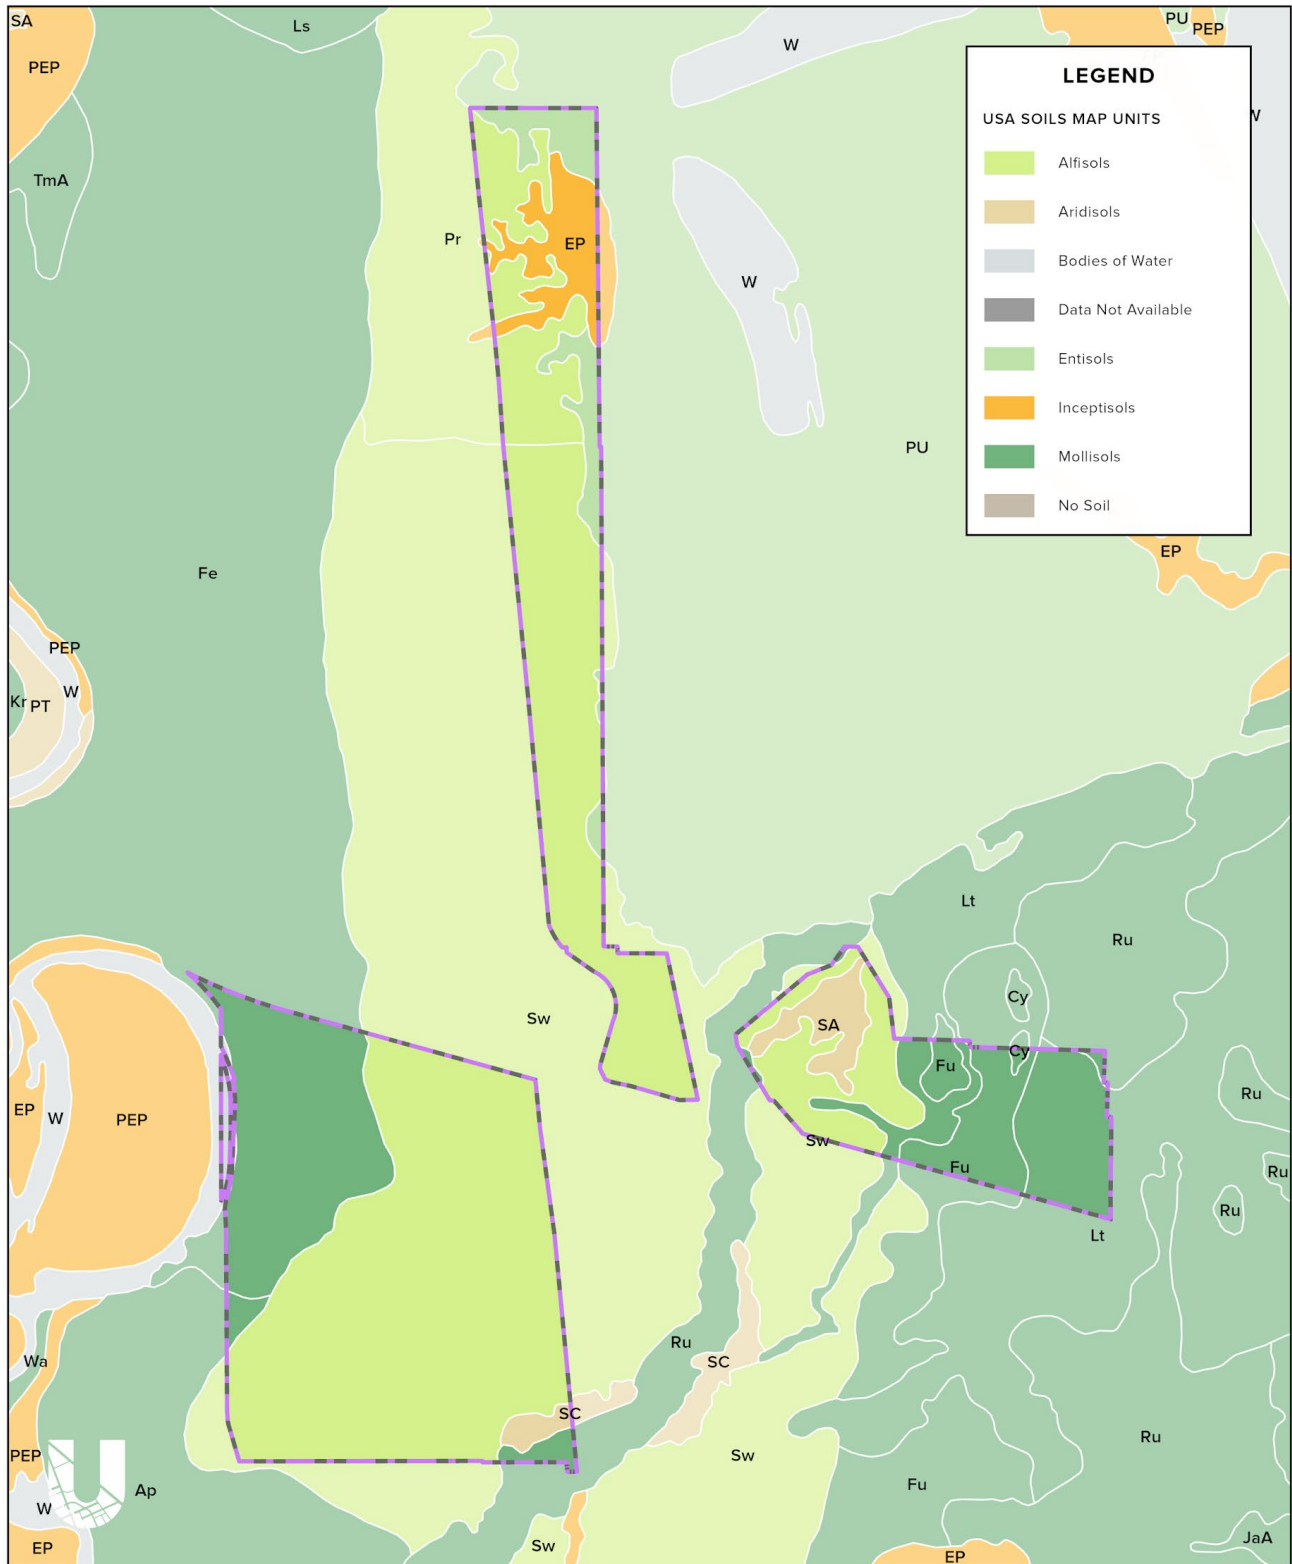 SA
Ls
PU
PEP
W
PEP
W
LEGEND
USA SOILS MAP UNITS
Alfisols
Aridisols
Bodies of Water
Data Not Available
Entisols
Inceptisols
Mollisols
No Soil
TmA
Pr
EP
W
PU
EP
Fe
PEP
W
Kr
PT
Lt
Ru
Cy
Sw
SA
Cy
Fu
EP
W
PEP
Ru
Sw
Fu
Ru
Ru
Lt
Ru
Wa
SC
SC
Ru
PEP
Sw
Fu
Ap
W
U
JaA
EP
Sw
EP